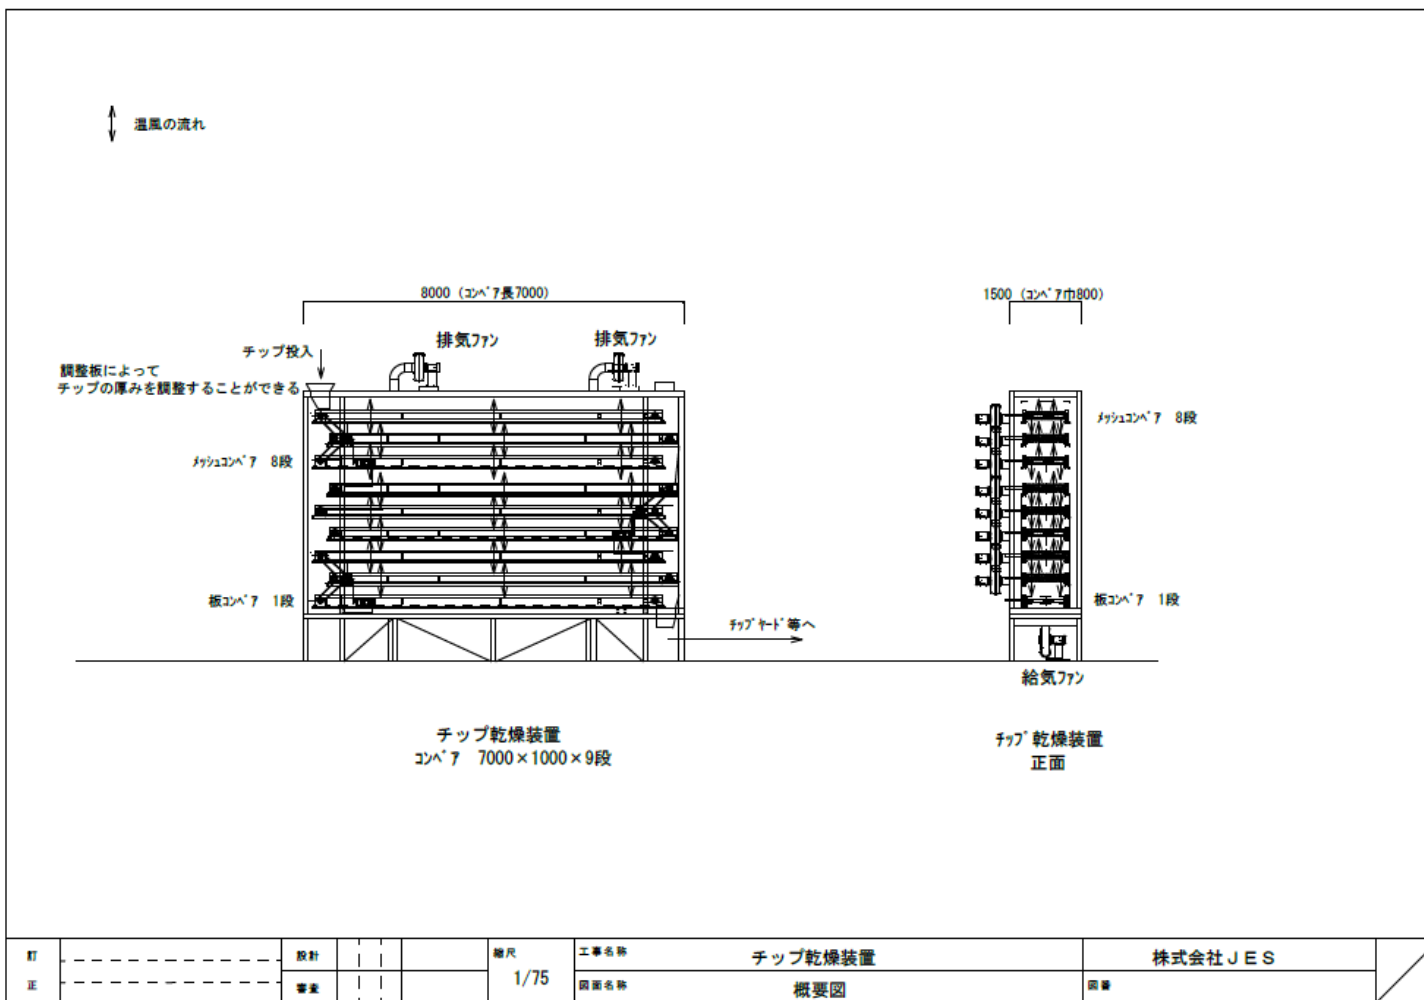 温風の流れ
8000 (ｺﾝﾍﾞｱ長7000)
1500 (ｺﾝﾍﾞｱ巾800)
排気ﾌｧﾝ
排気ﾌｧﾝ
チップ投入
調整板によって
チップの厚みを調整することができる
ﾒｯｼｭｺﾝﾍﾞｱ 8段
ﾒｯｼｭｺﾝﾍﾞｱ 8段
板ｺﾝﾍﾞｱ 1段
板ｺﾝﾍﾞｱ 1段
ﾁｯﾌﾟﾔｰﾄﾞ等へ
給気ﾌｧﾝ
チップ乾燥装置
ｺﾝﾍﾞｱ 7000×1000×9段
ﾁｯﾌﾟ乾燥装置
正面
訂
正
設計
審査
縮尺
1/75
工事名称
チップ乾燥装置
株式会社ＪＥＳ
図面名称
概要図
図番